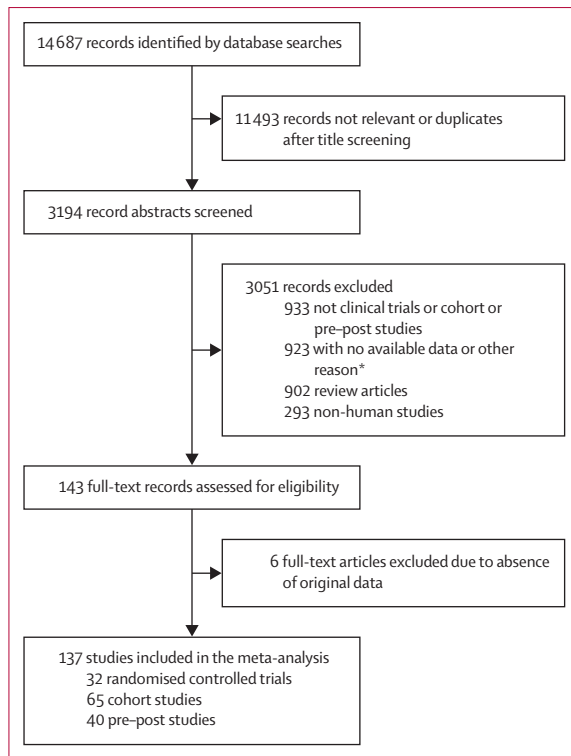 14 687 records identified by database searches
11 493 records not relevant or duplicates
after title screening
3194 record abstracts screened
3051 records excluded
933 not clinical trials or cohort or
pre–post studies
923 with no available data or other
reason*
902 review articles
293 non-human studies
143 full-text records assessed for eligibility
6 full-text articles excluded due to absence
of original data
137 studies included in the meta-analysis
32 randomised controlled trials
65 cohort studies
40 pre–post studies